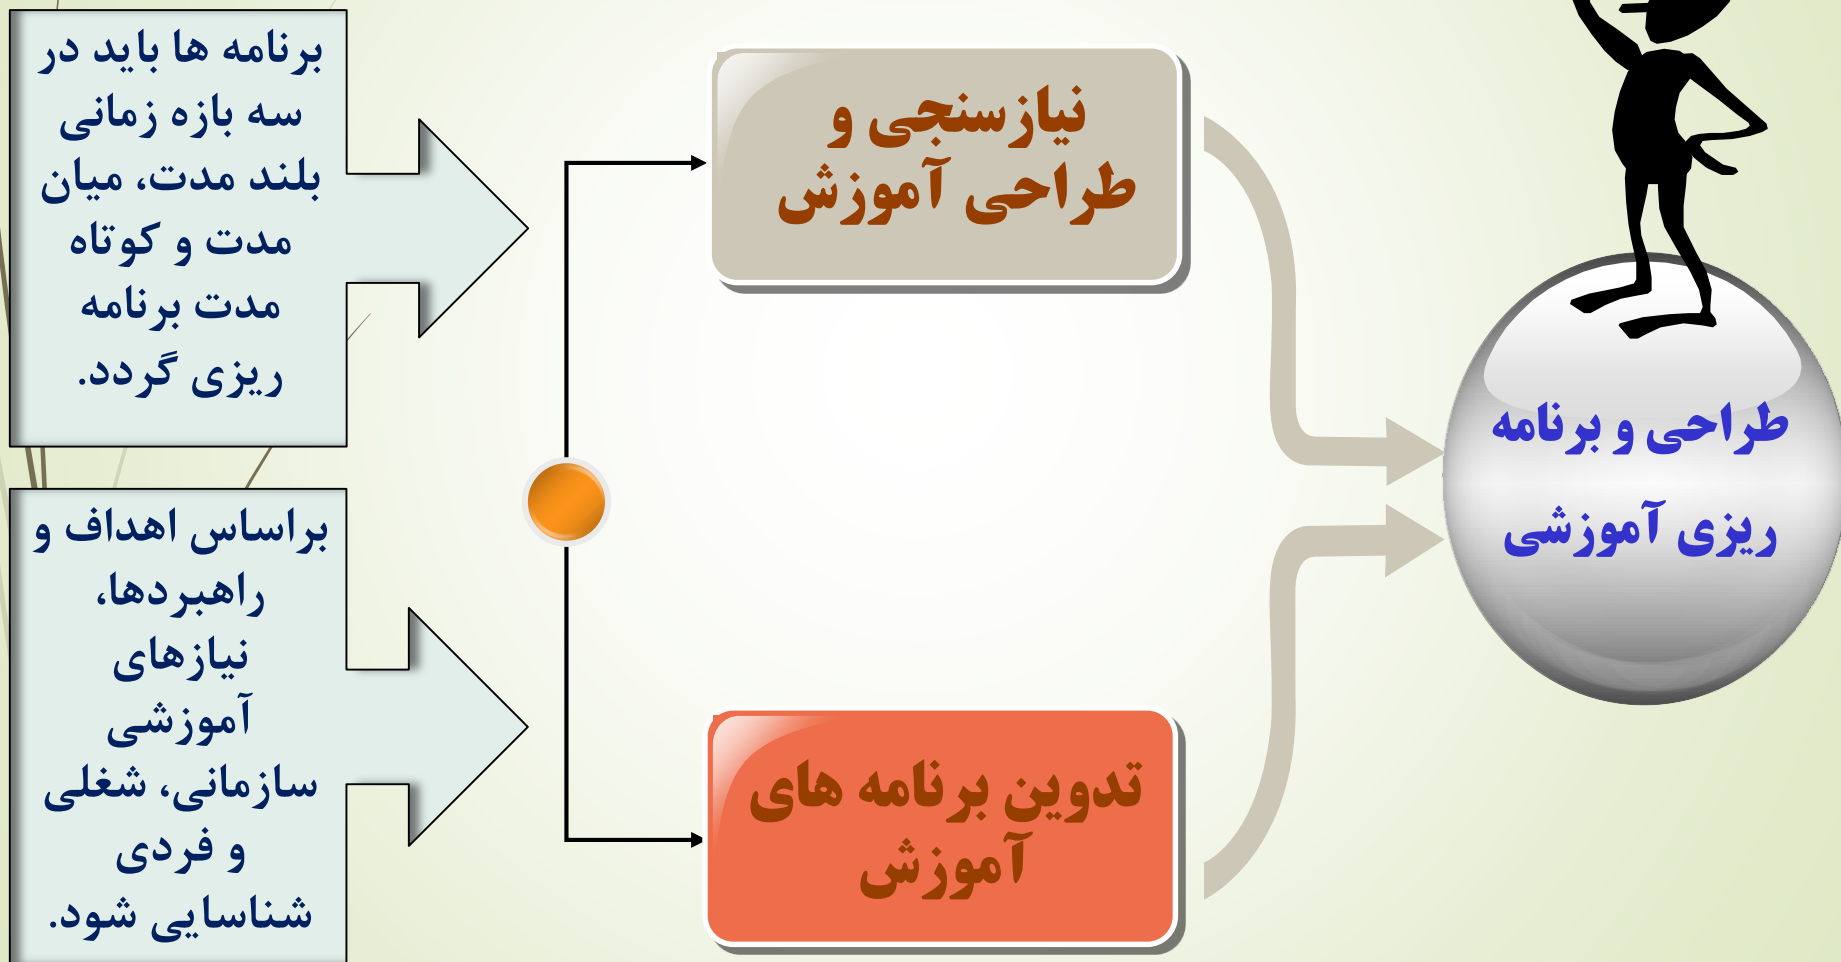 برنامه ها باید در
سه بازه زمانی
بلند مدت، میان
مدت و کوتاه
مدت برنامه
ریزی گردد.
نیازسنجی و
طراحی آموزش
طراحی و برنامه
ریزی آموزشی
براساس اهداف و
راهبردها،
نیازهای
آموزشی
سازمانی، شغلی
و فردی
شناسایی شود.
تدوین برنامه های
آموزش